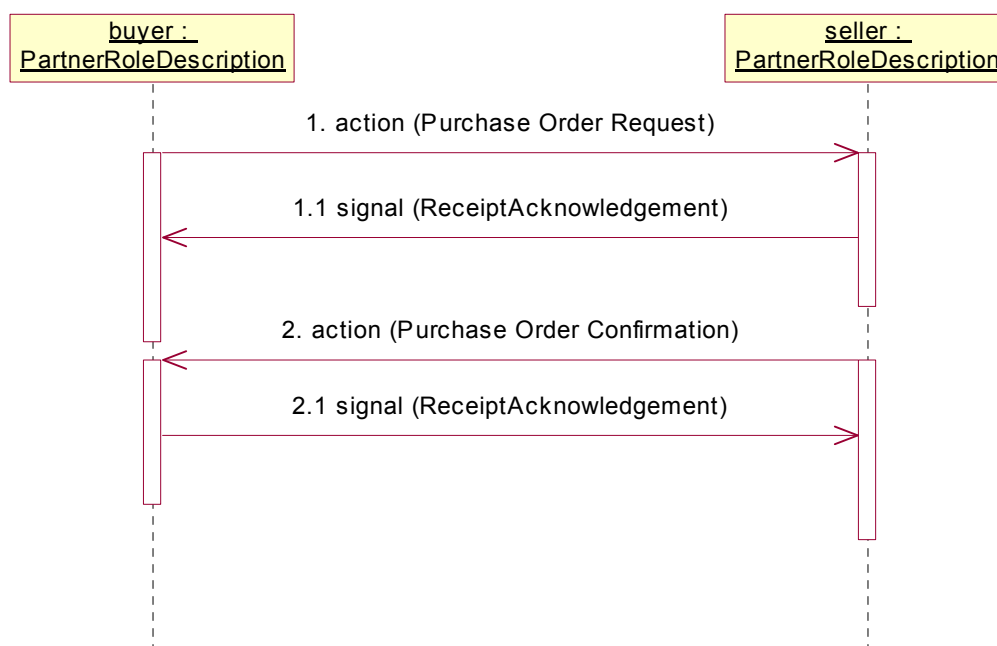 buyer :
PartnerRoleDescription
seller :
PartnerRoleDescription
1. action (Purchase Order Request)
1.1 signal (ReceiptAcknowledgement)
2. action (Purchase Order Confirmation)
2.1 signal (ReceiptAcknowledgement)